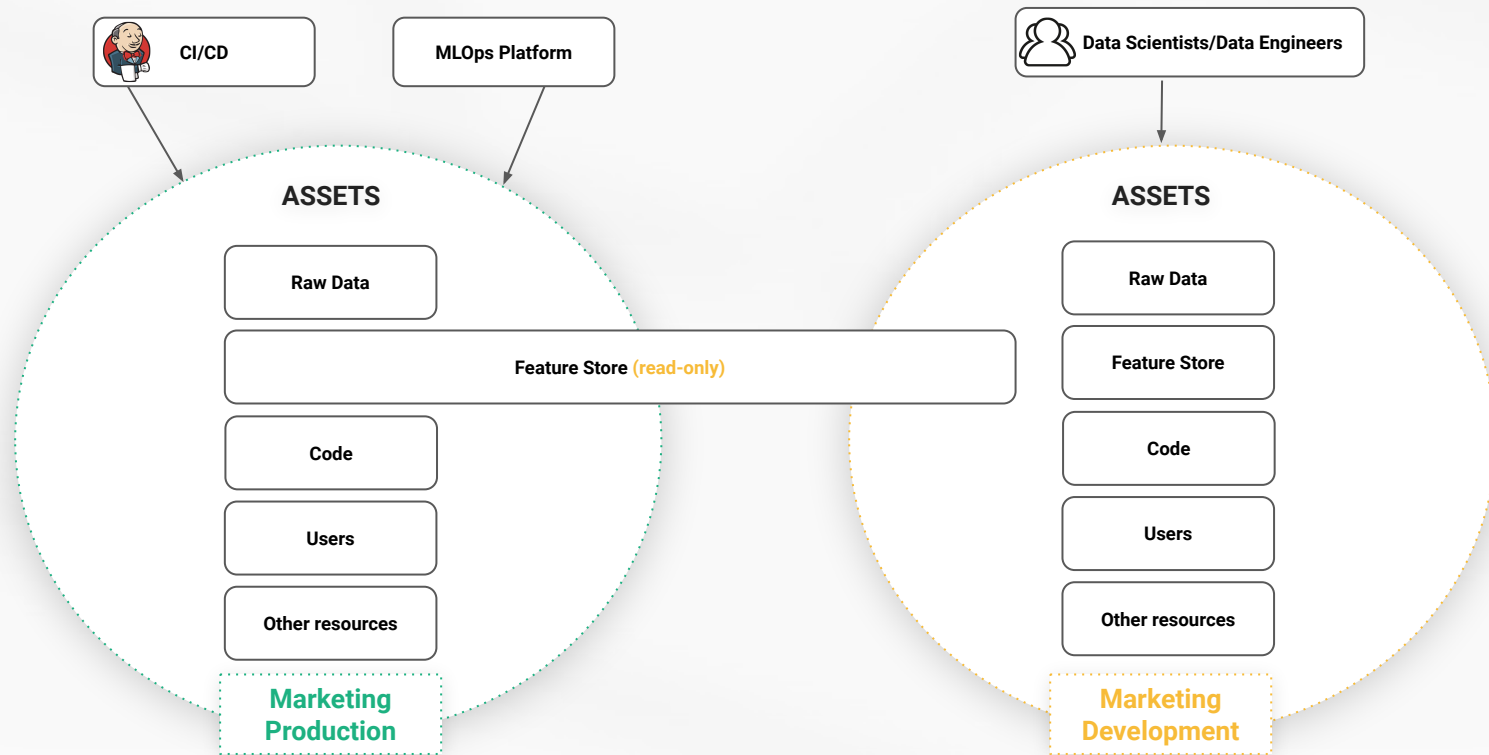 CI/CD
MLOps Platform
Data Scientists/Data Engineers
ASSETS
Raw Data
Feature Store (read-only)
Code
Users
Other resources
Marketing
Production
ASSETS
Raw Data
Feature Store
Code
Users
Other resources
Marketing
Development